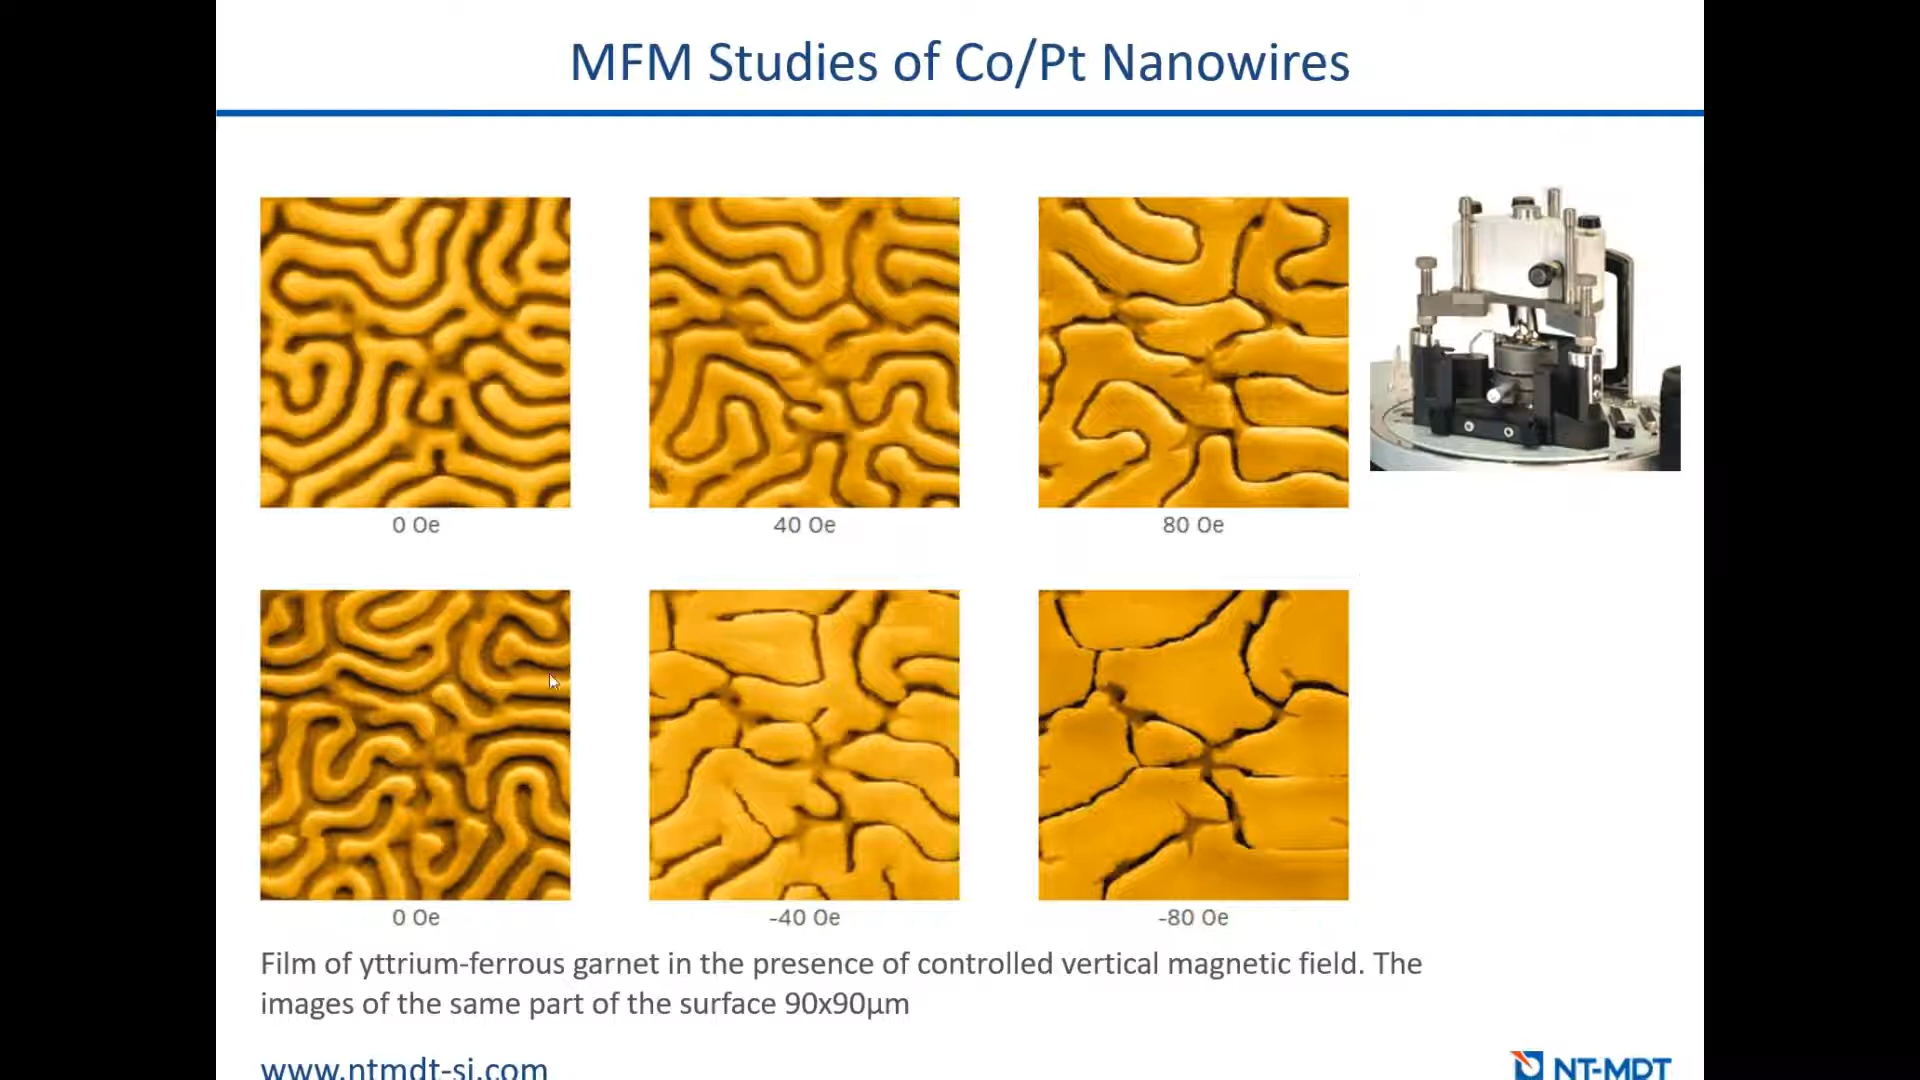 MFM Studies of Co/Pt Nanowires
0 Oe
40 Oe
80 Oe
0 Oe
-40 Oe
-80 Oe
Film of yttrium-ferrous garnet in the presence of controlled vertical magnetic field. The
images of the same part of the surface 90x90µm
www.ntmdt-si.com
NT-MDT